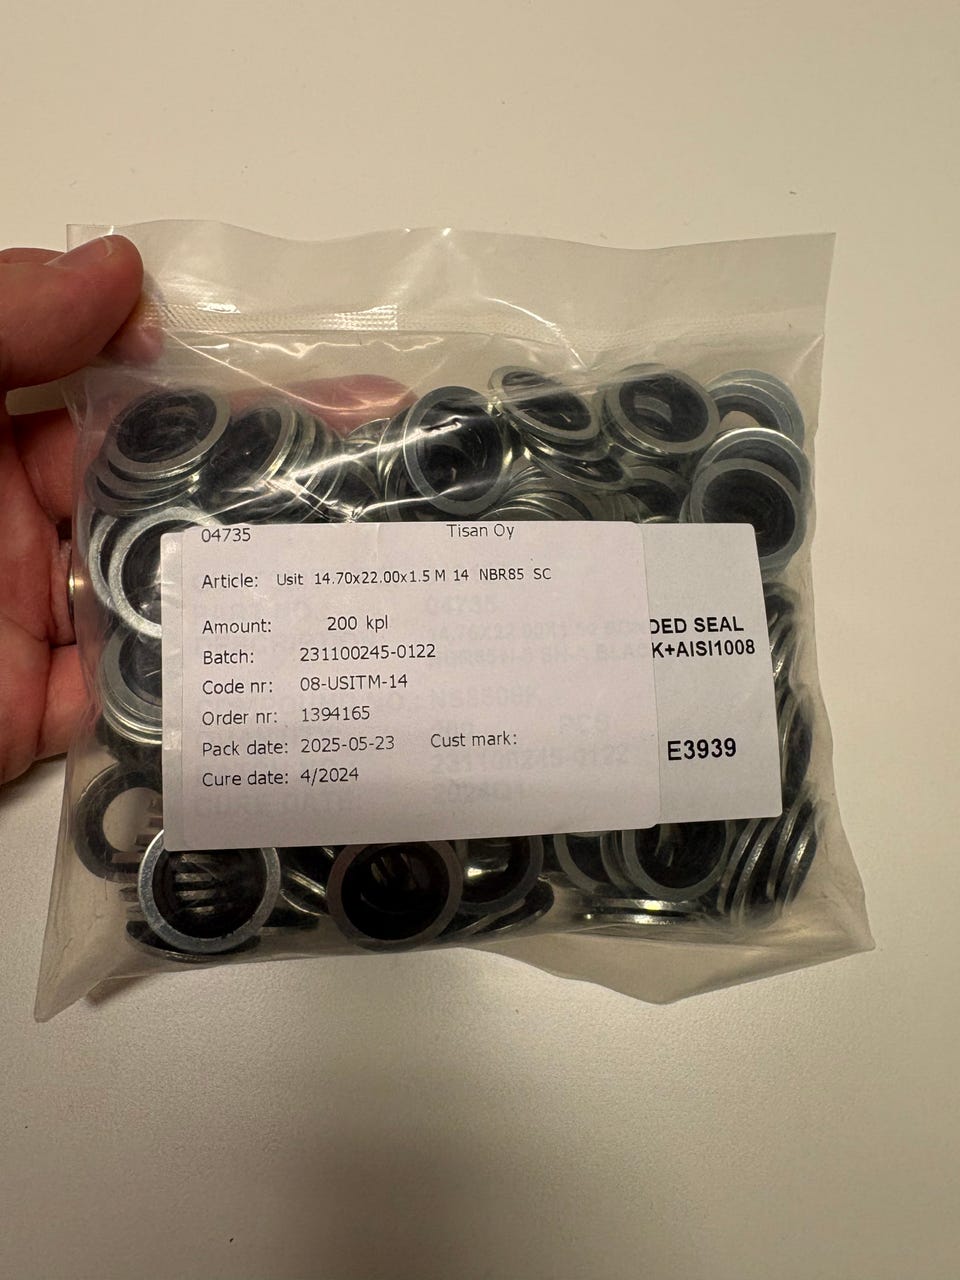 04735 Tisan Oy
Article: Usit 14.70x22.00x1.5 M 14 NBR85 SC
Amount: 200 kpl
Batch: 231100245-0122
Code nr: 08-USITM-14
Order nr: 1394165
Pack date: 2025-05-23 Cust mark:
Cure date: 4/2024
DED SEAL
K+AISI1008
E3939